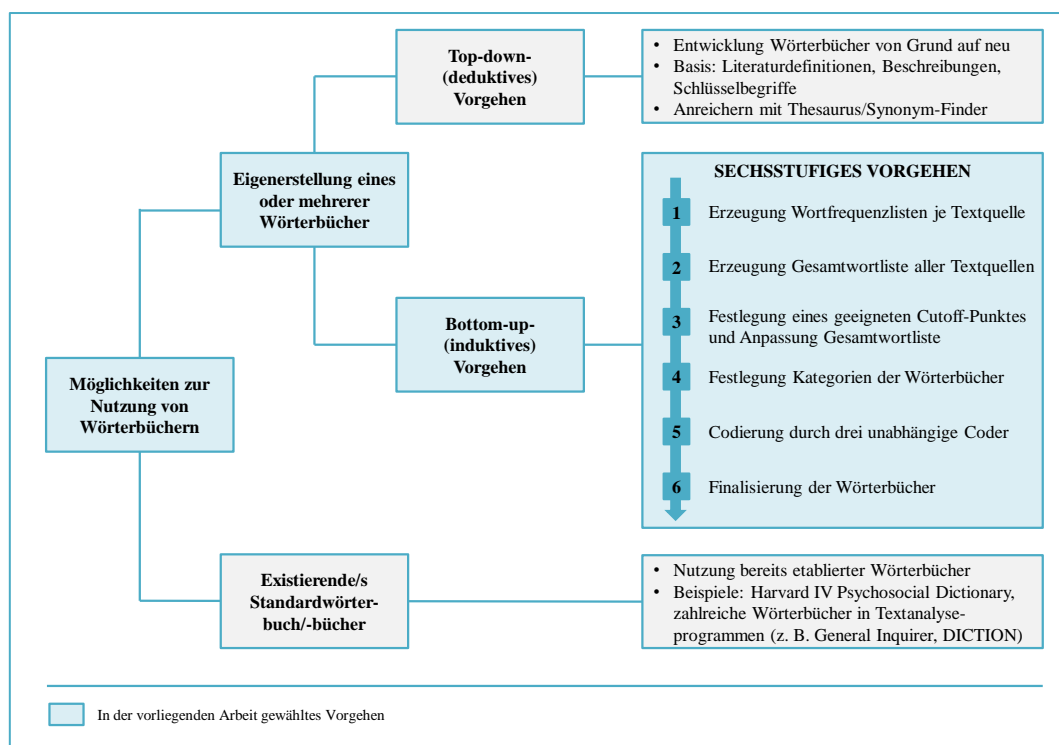 Top-down-
(deduktives)
Vorgehen
• Entwicklung Wörterbücher von Grund auf neu
• Basis: Literaturdefinitionen, Beschreibungen,
Schlüsselbegriffe
• Anreichern mit Thesaurus/Synonym-Finder
Eigenerstellung eines
oder mehrerer
Wörterbücher
SECHSSTUFIGES VORGEHEN
1 Erzeugung Wortfrequenzlisten je Textquelle
2 Erzeugung Gesamtwortliste aller Textquellen
3 Festlegung eines geeigneten Cutoff-Punktes
und Anpassung Gesamtwortliste
4 Festlegung Kategorien der Wörterbücher
5 Codierung durch drei unabhängige Coder
6 Finalisierung der Wörterbücher
Bottom-up-
(induktives)
Vorgehen
Möglichkeiten zur
Nutzung von
Wörterbüchern
Existierende/s
Standardwörter-
buch/-bücher
• Nutzung bereits etablierter Wörterbücher
• Beispiele: Harvard IV Psychosocial Dictionary,
zahlreiche Wörterbücher in Textanalyse-
programmen (z. B. General Inquirer, DICTION)
In der vorliegenden Arbeit gewähltes Vorgehen